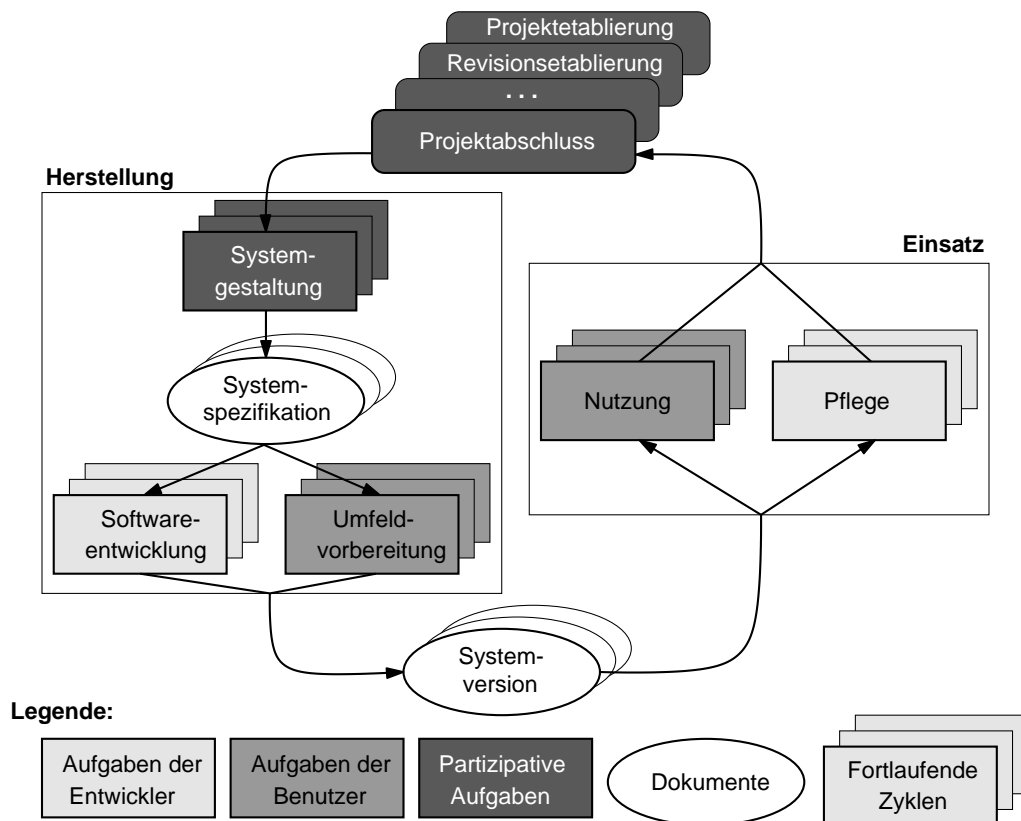 Projektetablierung
Revisionsetablierung
. . .
Projektabschluss
Herstellung
System-
gestaltung
System-
spezifikation
Software-
entwicklung
Umfeld-
vorbereitung
Einsatz
Nutzung
Pflege
System-
version
Legende:
Aufgaben der
Entwickler
Aufgaben der
Benutzer
Partizipative
Aufgaben
Dokumente
Fortlaufende
Zyklen